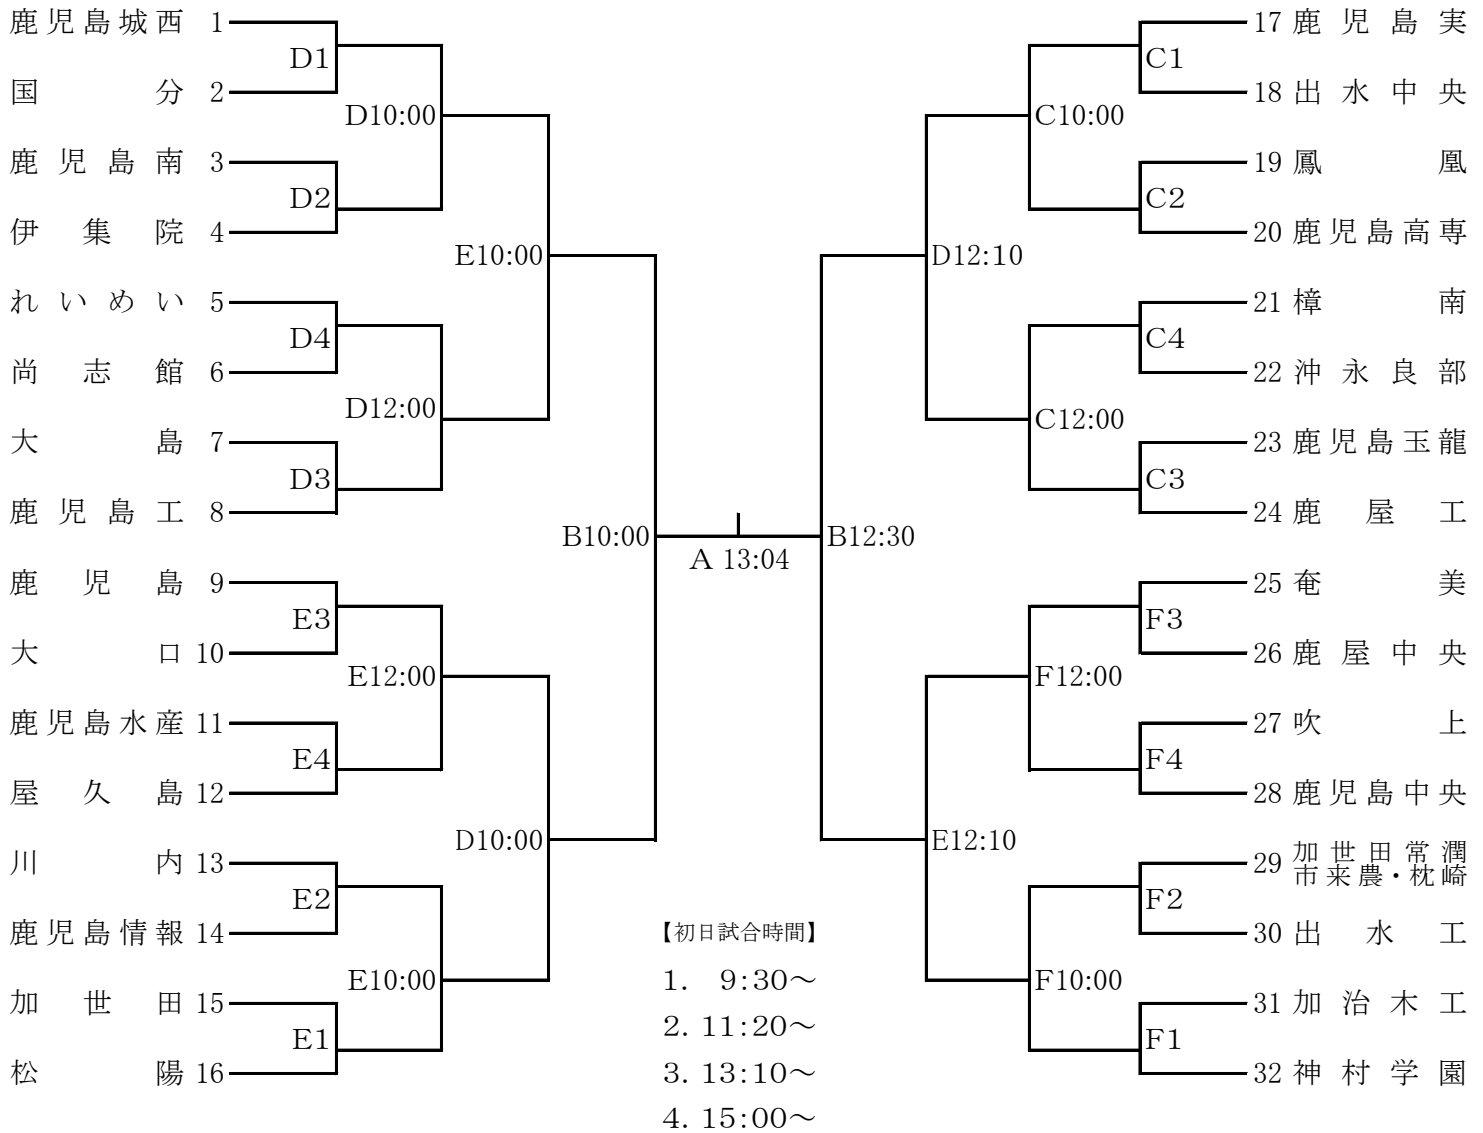 鹿児島城西 1
D1
国分 2
D10:00
鹿児島南 3
D2
伊集院 4
E10:00
れいめい 5
D4
尚志館 6
D12:00
大島 7
D3
鹿児島工 8
B10:00
鹿児島 9
E3
大口 10
E12:00
鹿児島水産 11
E4
屋久島 12
D10:00
川内 13
E2
鹿児島情報 14
E10:00
加世田 15
E1
松陽 16
A 13:04
【初日試合時間】
1. 9:30～
2. 11:20～
3. 13:10～
4. 15:00～
17 鹿児島実
C1
18 出水中央
C10:00
19 鳳凰
C2
20 鹿児島高専
D12:10
21 樟南
C4
22 沖永良部
C12:00
23 鹿児島玉龍
C3
24 鹿屋工
B12:30
25 奄美
F3
26 鹿屋中央
F12:00
27 吹上
F4
28 鹿児島中央
E12:10
29 加世田常潤
市来農・枕崎
F2
30 出水工
F10:00
31 加治木工
F1
32 神村学園